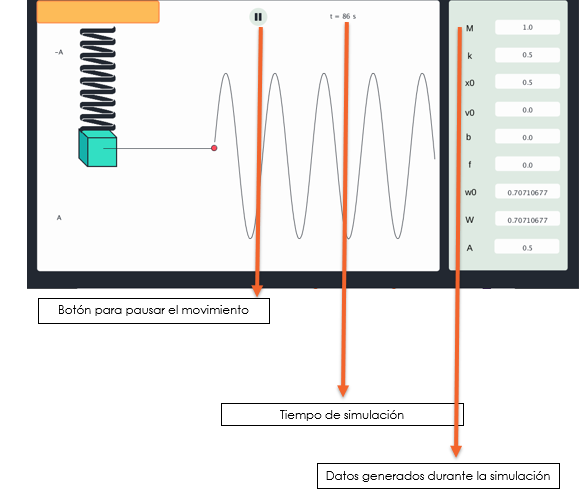 t = 86 s
-A
A
M 1.0
k 0.5
x0 0.5
v0 0.0
b 0.0
f 0.0
w0 0.70710677
W 0.70710677
A 0.5
Botón para pausar el movimiento
Tiempo de simulación
Datos generados durante la simulación